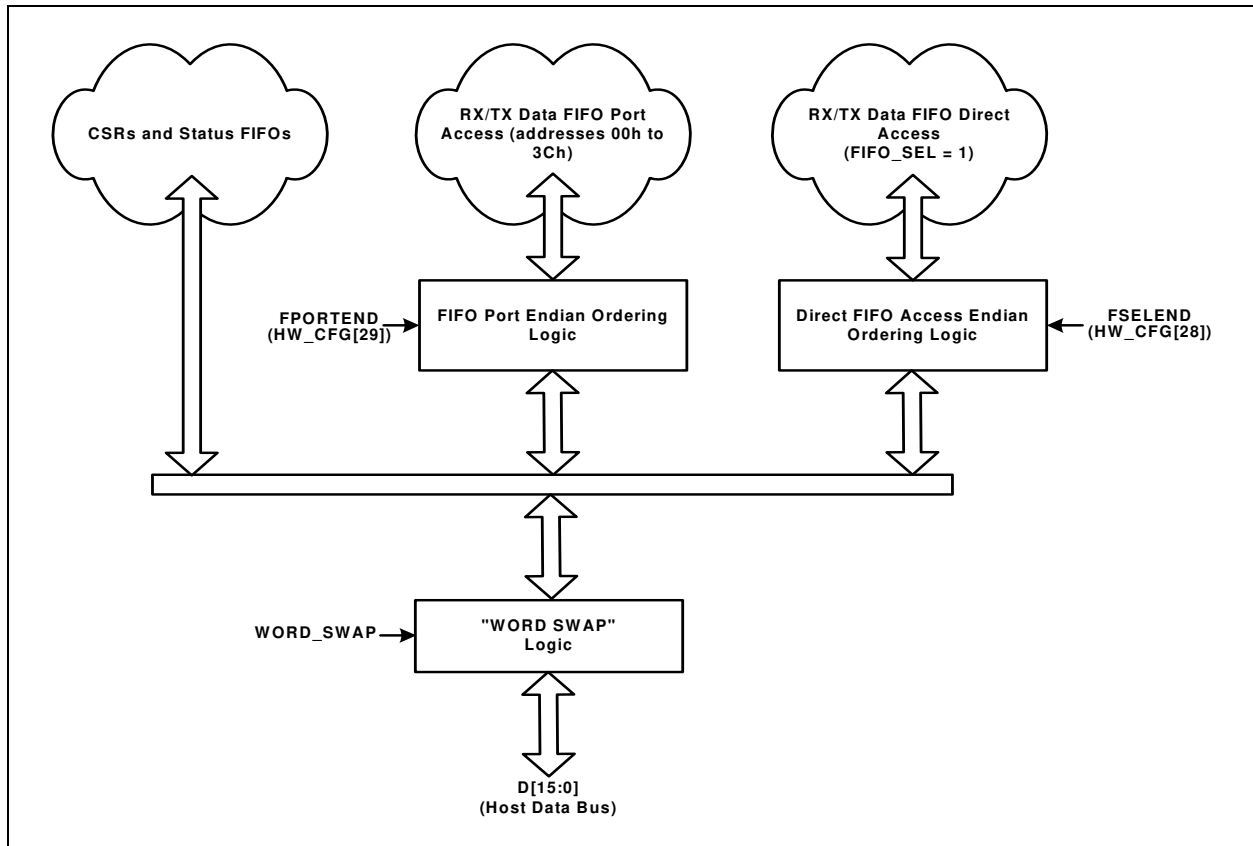 CSRs and Status FIFOs
RX/TX Data FIFO Port
Access (addresses 00h to
3Ch)
RX/TX Data FIFO Direct
Access
(FIFO_SEL = 1)
FPORTEND
(HW_CFG[29])
FIFO Port Endian Ordering
Logic
Direct FIFO Access Endian
Ordering Logic
FSELEND
(HW_CFG[28])
WORD_SWAP
"WORD SWAP"
Logic
D[15:0]
(Host Data Bus)